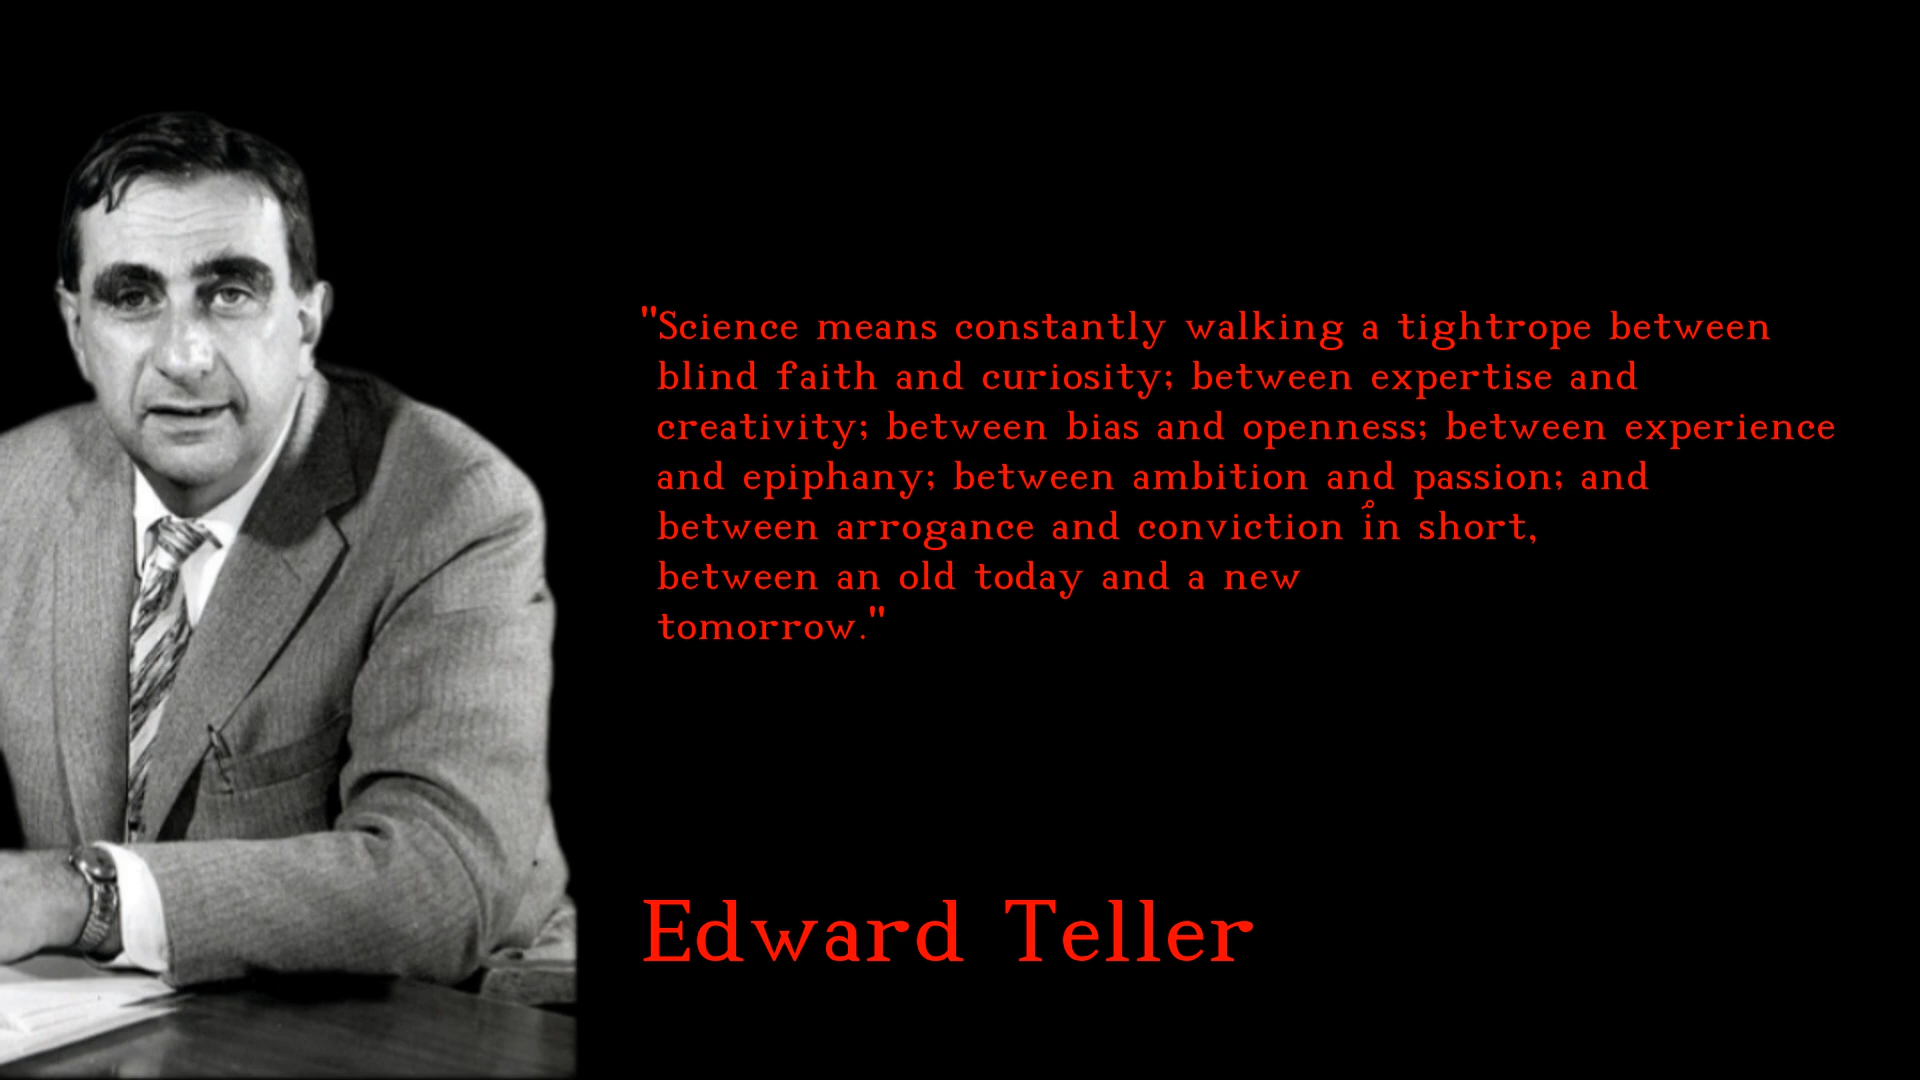 "Science means constantly walking a tightrope between
blind faith and curiosity; between expertise and
creativity; between bias and openness; between experience
and epiphany; between ambition and passion; and
between arrogance and conviction in short,
between an old today and a new
tomorrow."
Edward Teller